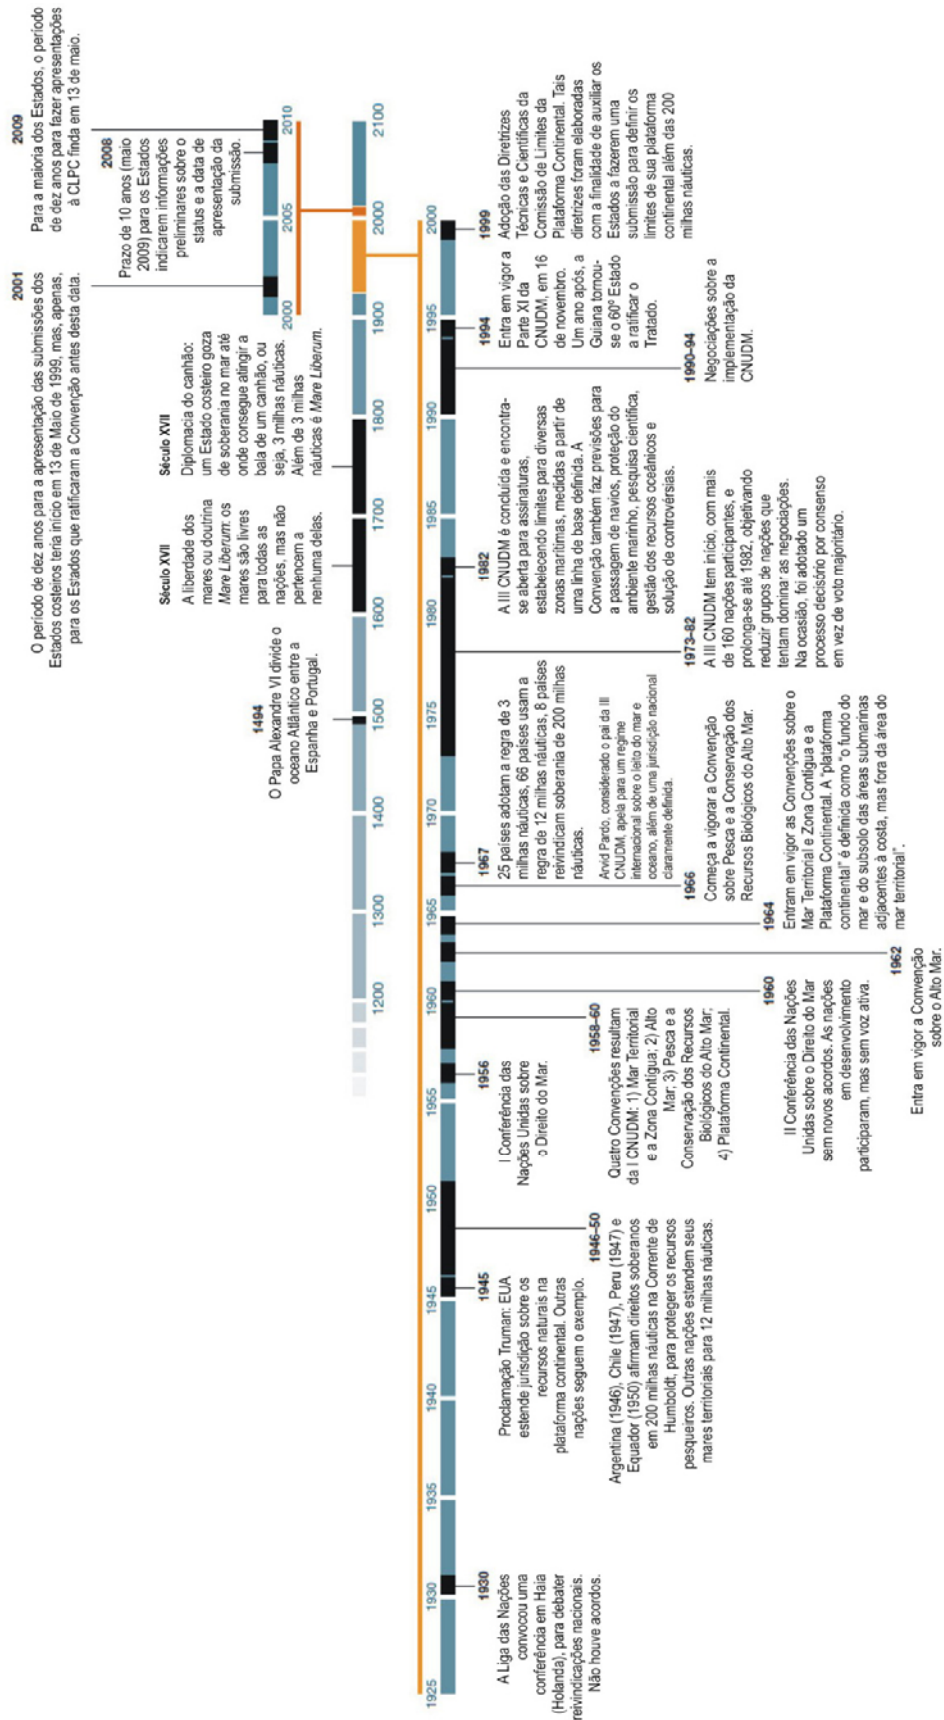 2001
O período de dez anos para a apresentação das submissões dos
Estados costeiros teria início em 13 de Maio de 1999, mas, apenas,
para os Estados que ratificaram a Convenção antes desta data.
2009
Para a maioria dos Estados, o período
de dez anos para fazer apresentações
à CLPC finda em 13 de maio.
2008
Prazo de 10 anos (maio
2009) para os Estados
indicarem informações
preliminares sobre o
status e a data de
apresentação da
submissão.
2000
2005
2010
1494
O Papa Alexandre VI divide o
oceano Atlântico entre a
Espanha e Portugal.
Século XVII
A liberdade dos
mares ou doutrina
Mare Liberum: os
mares são livres
para todas as
nações, mas não
pertencem a
nenhuma delas.
Século XVII
Diplomacia do canhão:
um Estado costeiro goza
de soberania no mar até
onde consegue atingir a
bala de um canhão, ou
seja, 3 milhas náuticas.
Além de 3 milhas
náuticas é Mare Liberum.
1200
1300
1400
1500
1600
1700
1800
1900
2000
2100
1925
1930
1935
1940
1945
1950
1955
1960
1965
1970
1975
1980
1985
1990
1995
2000
1930
A Liga das Nações
convocou uma
conferência em Haia
(Holanda), para debater
reivindicações nacionais.
Não houve acordos.
1945
Proclamação Truman: EUA
estende jurisdição sobre os
recursos naturais na
plataforma continental. Outras
nações seguem o exemplo.
1946-50
Argentina (1946), Chile (1947), Peru (1947) e
Equador (1950) afirmam direitos soberanos
em 200 milhas náuticas na Corrente de
Humboldt, para proteger os recursos
pesqueiros. Outras nações estendem seus
mares territoriais para 12 milhas náuticas.
1956
I Conferência das
Nações Unidas sobre
o Direito do Mar.
1958-60
Quatro Convenções resultam
da I CNUDM: 1) Mar Territorial
e a Zona Contígua; 2) Alto
Mar; 3) Pesca e a
Conservação dos Recursos
Biológicos do Alto Mar;
4) Plataforma Continental.
1960
II Conferência das Nações
Unidas sobre o Direito do Mar
sem novos acordos. As nações
em desenvolvimento
participaram, mas sem voz ativa.
1962
Entra em vigor a Convenção
sobre o Alto Mar.
1964
Entram em vigor as Convenções sobre o
Mar Territorial e Zona Contígua e a
Plataforma Continental. A "plataforma
continental" é definida como "o fundo do
mar e do subsolo das áreas submarinas
adjacentes à costa, mas fora da área do
mar territorial".
1966
Começa a vigorar a Convenção
sobre Pesca e a Conservação dos
Recursos Biológicos do Alto Mar.
1967
25 países adotam a regra de 3
milhas náuticas, 66 países usam a
regra de 12 milhas náuticas, 8 países
reivindicam soberania de 200 milhas
náuticas.
Arvid Pardo, considerado o pai da III
CNUDM, apela para um regime
internacional sobre o leito do mar e
oceano, além de uma jurisdição nacional
claramente definida.
1973-82
A III CNUDM tem início, com mais
de 160 nações participantes, e
prolonga-se até 1982, objetivando
reduzir grupos de nações que
tentam dominar as negociações.
Na ocasião, foi adotado um
processo decisório por consenso
em vez de voto majoritário.
1982
A III CNUDM é concluída e encontra-
se aberta para assinaturas,
estabelecendo limites para diversas
zonas marítimas, medidas a partir de
uma linha de base definida. A
Convenção também faz previsões para
a passagem de navios, proteção do
ambiente marinho, pesquisa científica,
gestão dos recursos oceânicos e
solução de controvérsias.
1990-94
Negociações sobre a
implementação da
CNUDM.
1994
Entra em vigor a
Parte XI da
CNUDM, em 16
de novembro.
Um ano após, a
Guiana tornou-
se o 60º Estado
a ratificar o
Tratado.
1999
Adoção das Diretrizes
Técnicas e Científicas da
Comissão de Limites da
Plataforma Continental. Tais
diretrizes foram elaboradas
com a finalidade de auxiliar os
Estados a fazerem uma
submissão para definir os
limites de sua plataforma
continental além das 200
milhas náuticas.